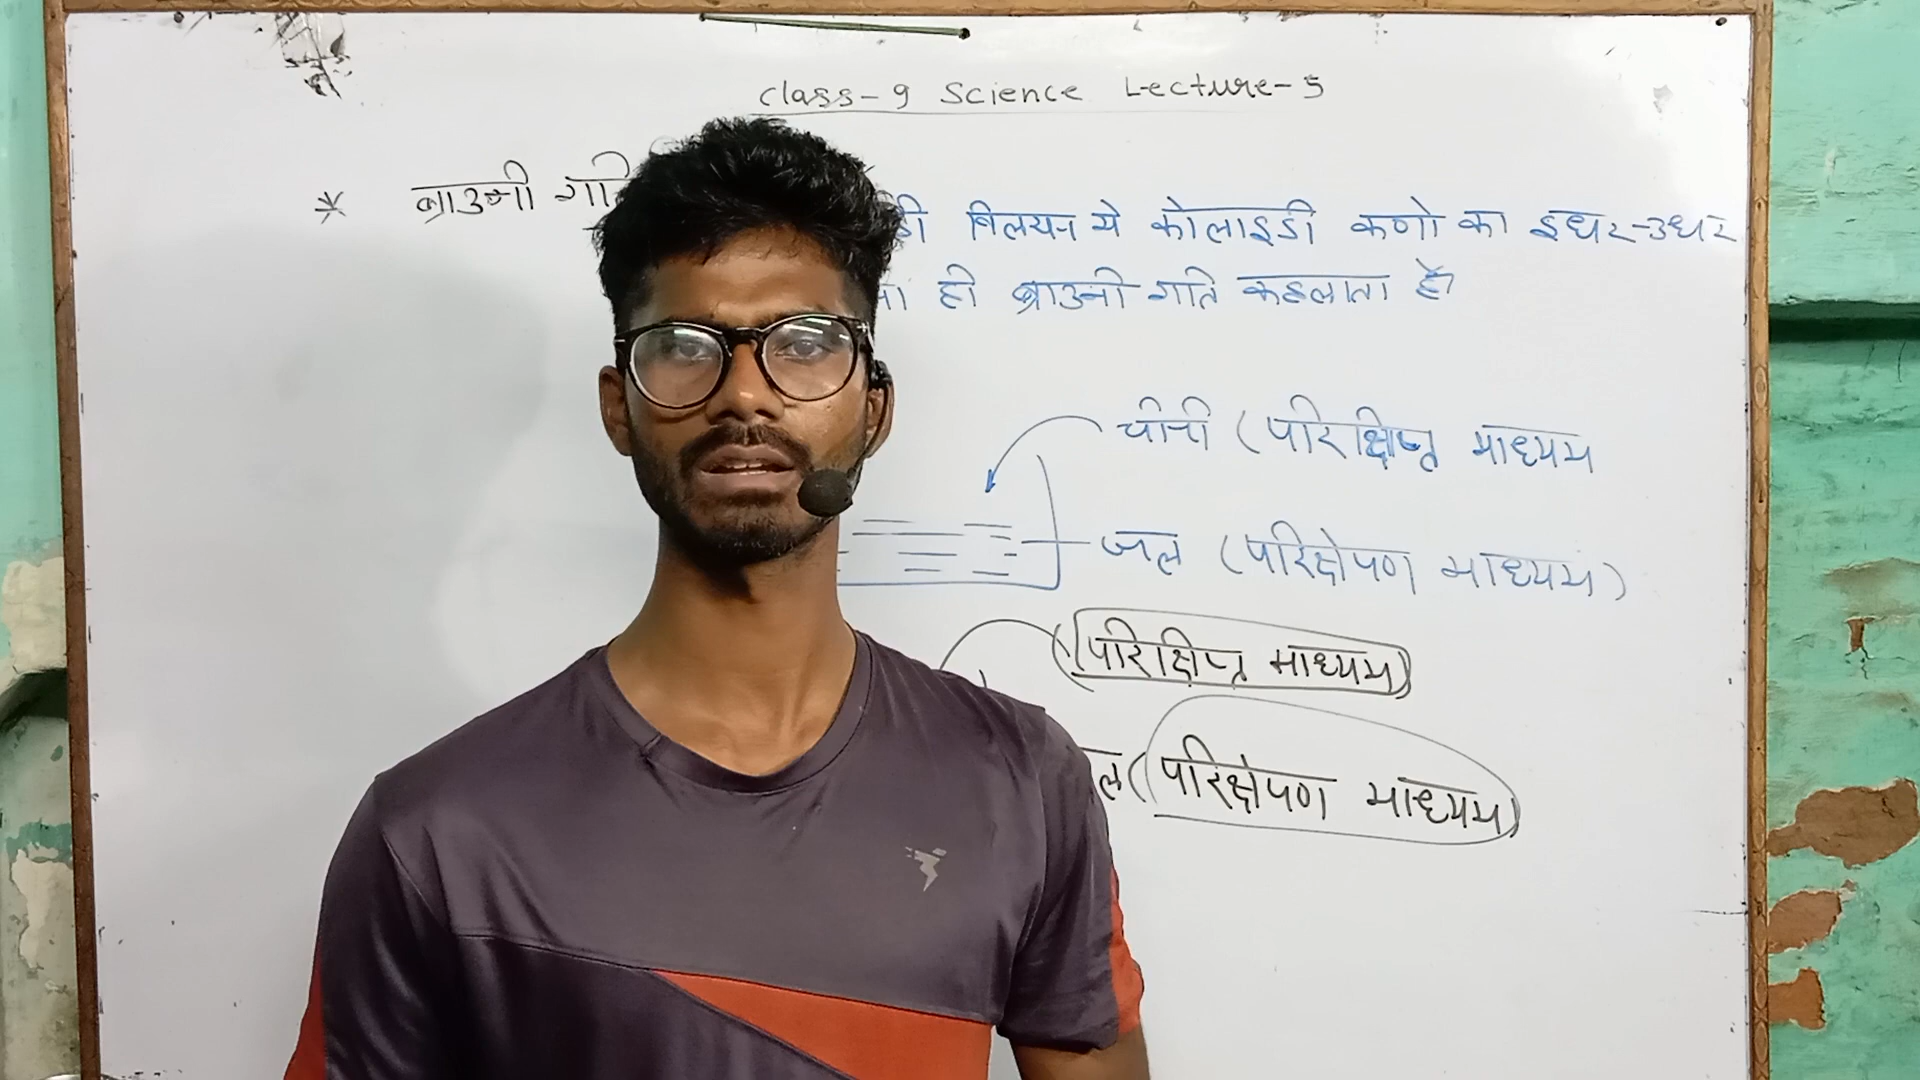 Class-9 Science Lecture-5
* ब्राउनी गति
डी विलयन मे कोलाइडी कणो का इधर-उधर
ना ही ब्राउनी गति कहलाता है
चीनी (परिक्षिप्त माध्यम
जल (परिक्षेपण माध्यम)
(परिक्षिप्त माध्यम)
ल (परिक्षेपण माध्यम)